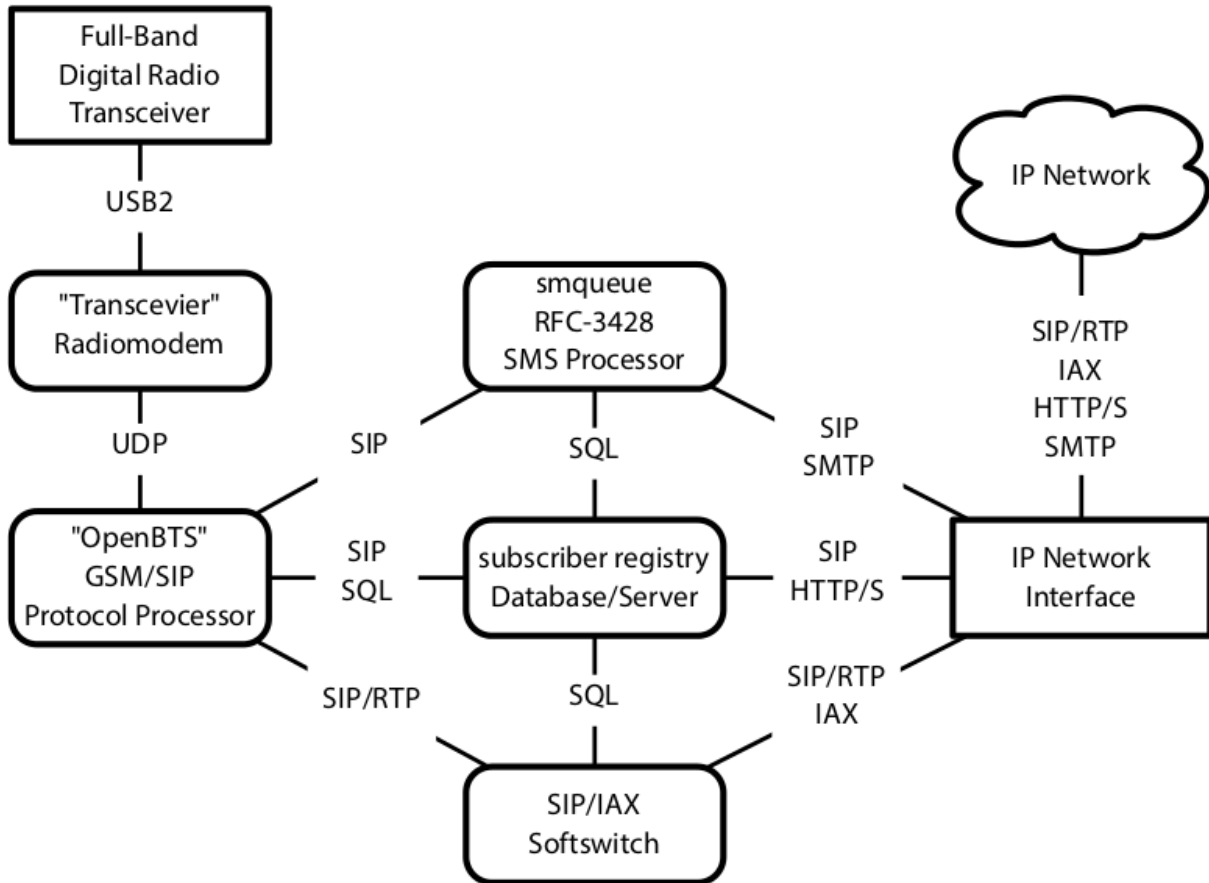 Full-Band
Digital Radio
Transceiver
USB2
"Transcevier"
Radiomodem
UDP
"OpenBTS"
GSM/SIP
Protocol Processor
SIP
SIP
SQL
SIP/RTP
smqueue
RFC-3428
SMS Processor
SQL
subscriber registry
Database/Server
SQL
SIP/IAX
Softswitch
SIP
SMTP
SIP
HTTP/S
SIP/RTP
IAX
IP Network
SIP/RTP
IAX
HTTP/S
SMTP
IP Network
Interface